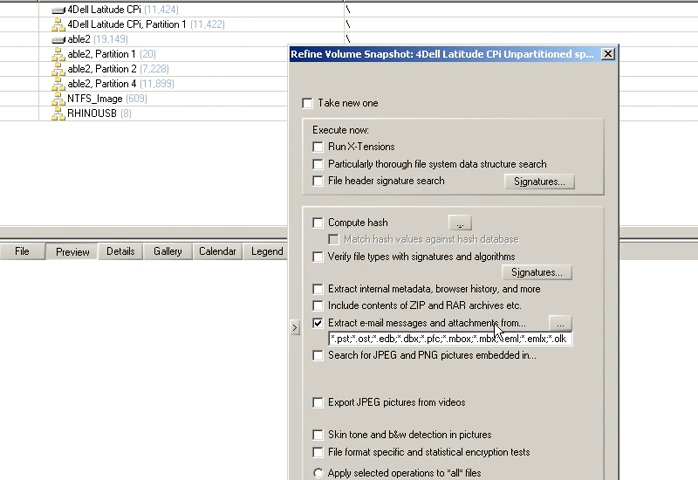 4Dell Latitude CPi (11,424) \
4Dell Latitude CPi, Partition 1 (11,422) \
able2 (19,149) \
able2, Partition 1 (20)
able2, Partition 2 (7,228)
able2, Partition 4 (11,899)
NTFS_Image (609)
RHINOUSB (8)
File Preview Details Gallery Calendar Legend
Refine Volume Snapshot: 4Dell Latitude CPi Unpartitioned sp...
Take new one
Execute now:
Run X-Tensions
Particularly thorough file system data structure search
File header signature search Signatures...
Compute hash ...
Match hash values against hash database
Verify file types with signatures and algorithms
Signatures...
Extract internal metadata, browser history, and more
Include contents of ZIP and RAR archives etc.
Extract e-mail messages and attachments from... ...
*.pst;*.ost;*.edb;*.dbx;*.pfc;*.mbox;*.mbx;*.eml;*.emlx;*.olk
Search for JPEG and PNG pictures embedded in...
Export JPEG pictures from videos
Skin tone and b&w detection in pictures
File format specific and statistical encryption tests
Apply selected operations to "all" files